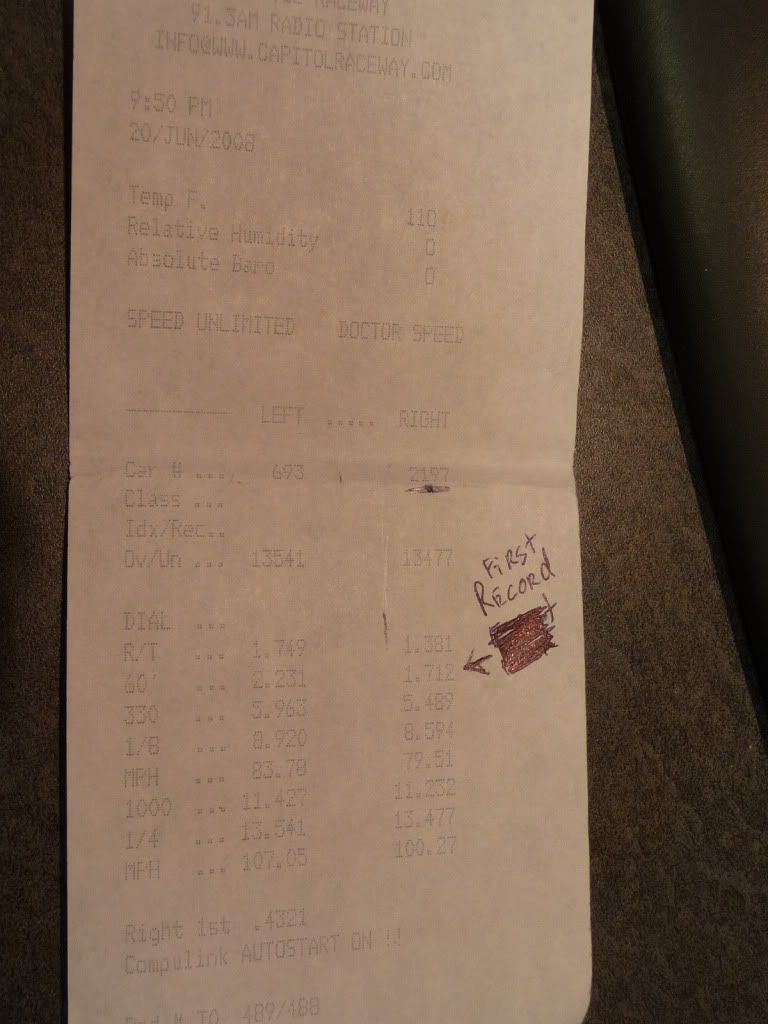 RACEWAY
91.3AM RADIO STATION
INFO@WWW.CAPITOLRACEWAY.COM
9:50 PM
20/JUN/2008
Temp F. 110
Relative Humidity 0
Absolute Baro 0
SPEED UNLIMITED DOCTOR SPEED
---------- LEFT ..... RIGHT
Car # ... 693 2197
Class ...
Idx/Rec..
Ov/Un ... 13541 13477
FiRST
RECORD
DIAL ...
R/T ... 1.749 1.381
60' ... 2.231 1.712
330 ... 5.963 5.489
1/8 ... 8.920 8.594
MPH ... 83.78 79.51
1000 ... 11.427 11.232
1/4 ... 13.541 13.477
MPH ... 107.05 100.27
Right 1st .4321
Compulink AUTOSTART ON !!
TO 489/488